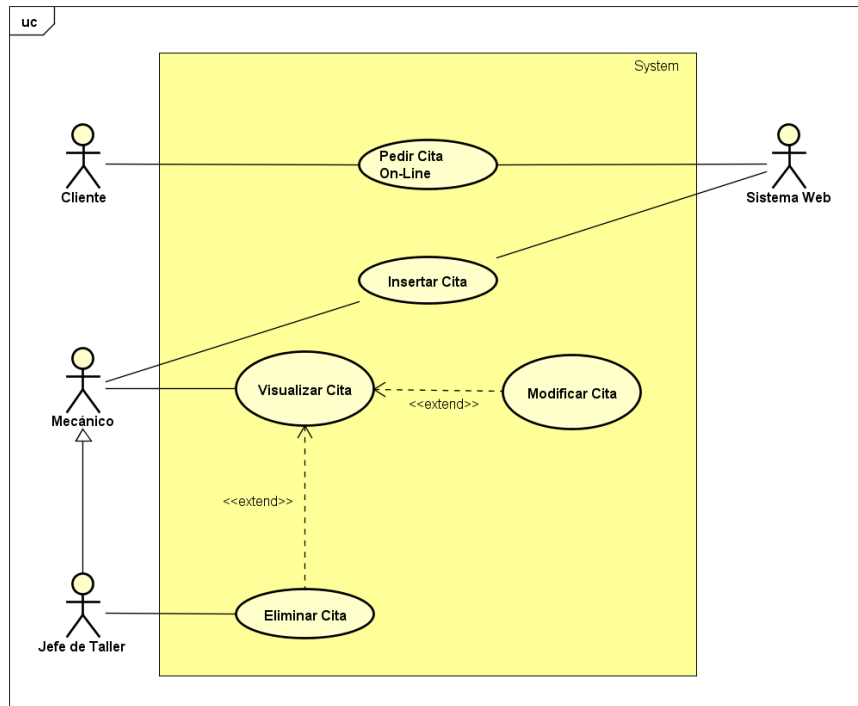 uc
System
Pedir Cita
On-Line
Cliente
Sistema Web
Insertar Cita
Visualizar Cita
Modificar Cita
<<extend>>
Mecánico
<<extend>>
Eliminar Cita
Jefe de Taller